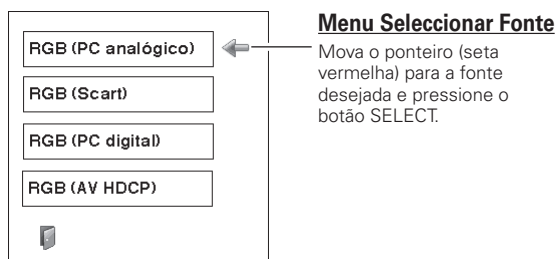 RGB (PC analógico)
RGB (Scart)
RGB (PC digital)
RGB (AV HDCP)
Menu Seleccionar Fonte
Mova o ponteiro (seta
vermelha) para a fonte
desejada e pressione o
botão SELECT.